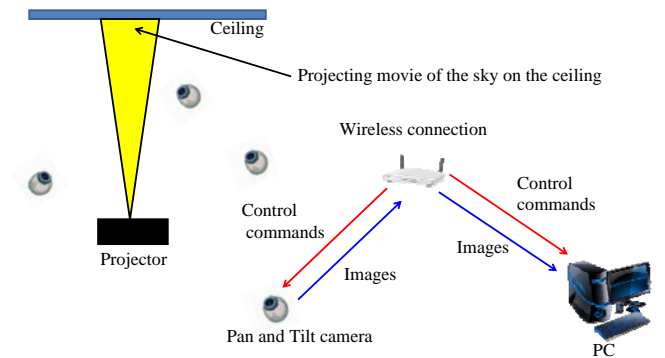 Ceiling
Projecting movie of the sky on the ceiling
Wireless connection
Control
commands
Control
commands
Images
Projector
Images
Pan and Tilt camera
PC